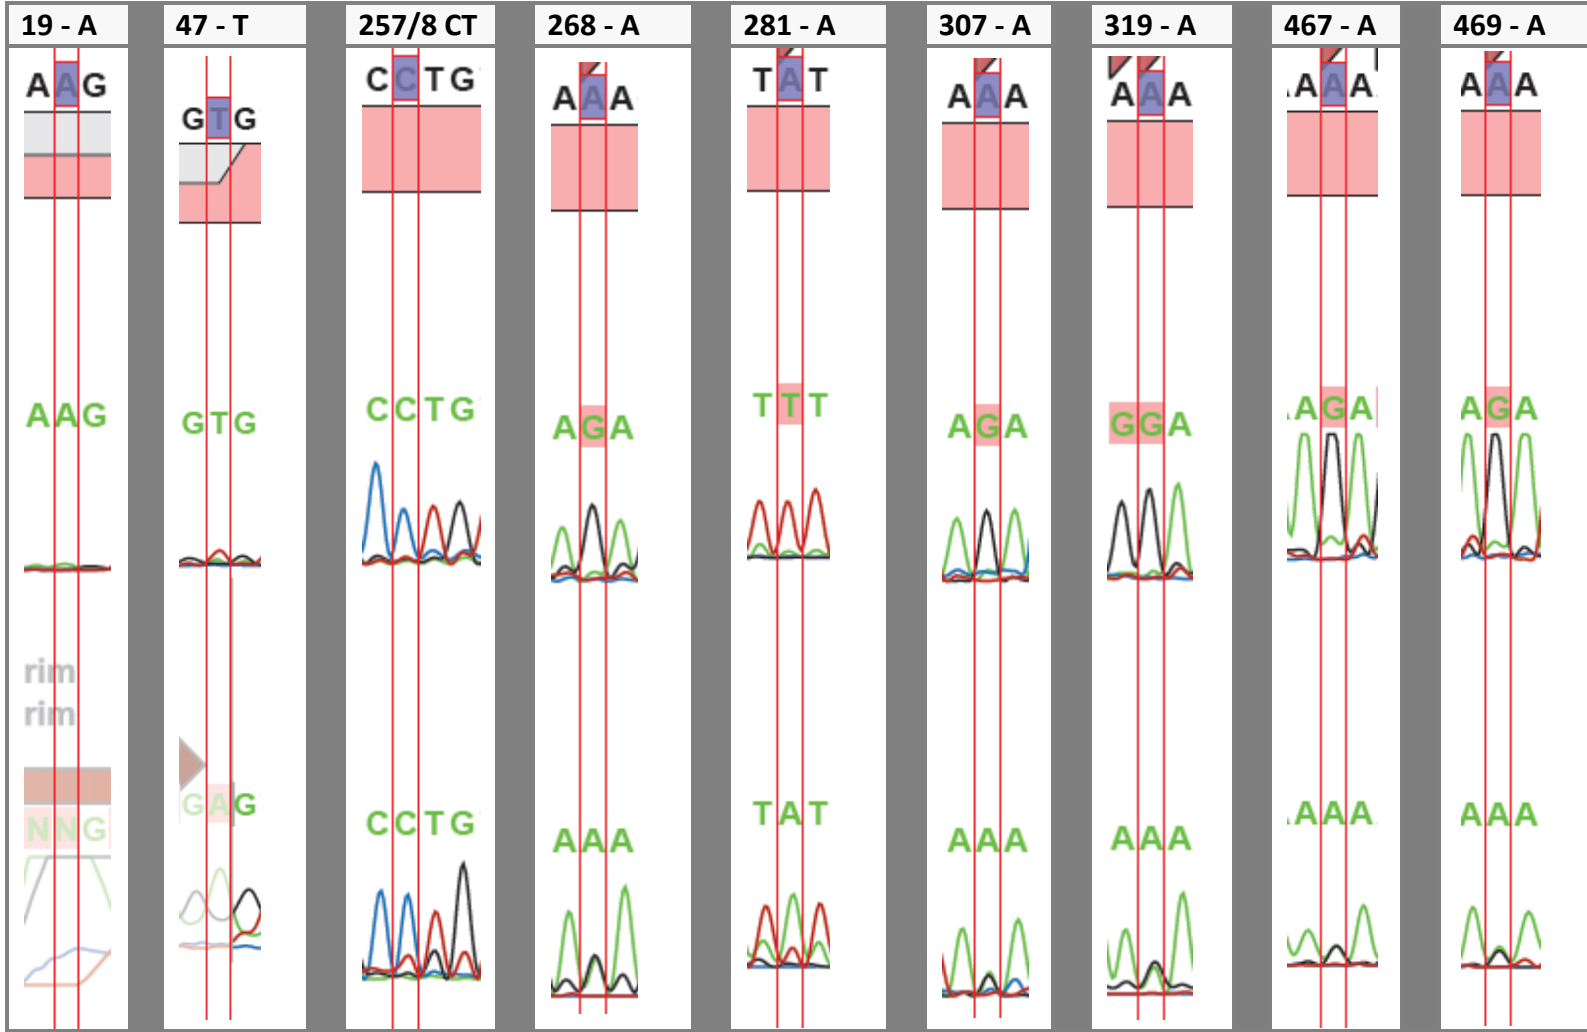 19 - A 47 - T 257/8 CT 268 - A 281 - A 307 - A 319 - A 467 - A 469 - A
AAG GTG CCTG AAA TAT AAA AAA AAA AAA
AAG GTG CCTG AGA TTT AGA GGA AGA AGA
rim
rim
NNG GAG CCTG AAA TAT AAA AAA AAA AAA